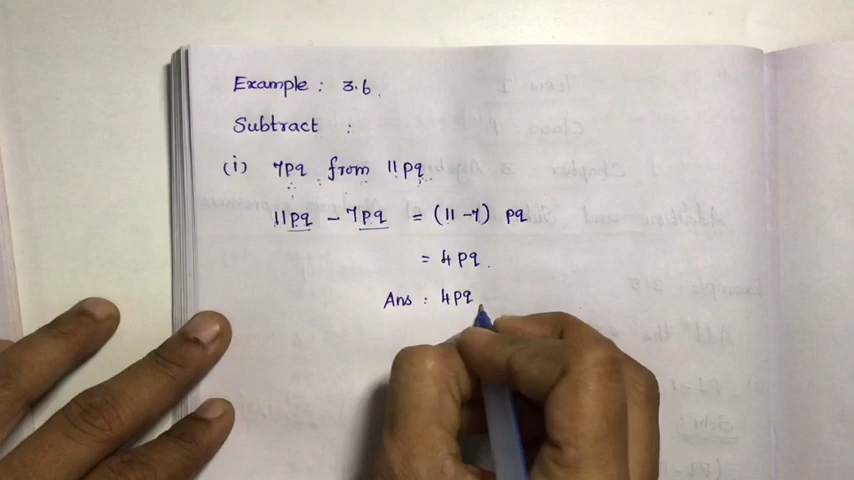 Example : 3.6.
Subtract :
(i) 7pq from 11pq.
11pq - 7pq = (11-7) pq
= 4pq.
Ans : 4pq